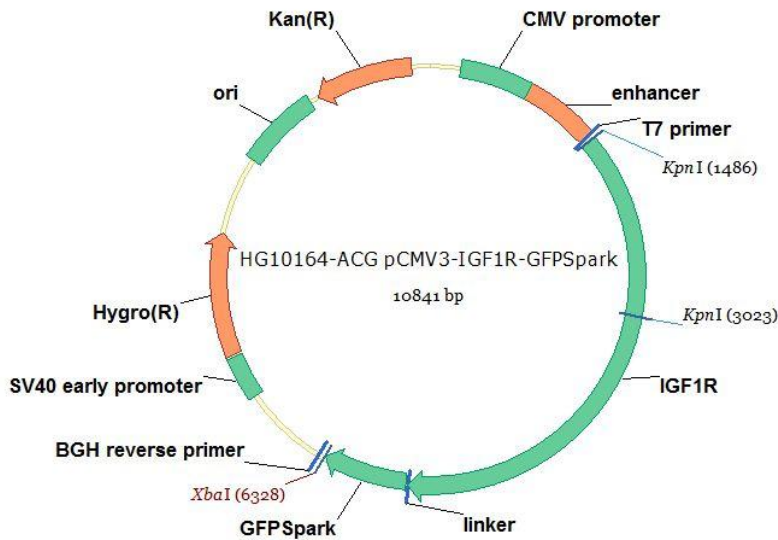 Kan(R)
CMV promoter
ori
enhancer
T7 primer
KpnI (1486)
HG10164-ACG pCMV3-IGF1R-GFPSpark
10841 bp
Hygro(R)
KpnI (3023)
SV40 early promoter
IGF1R
BGH reverse primer
XbaI (6328)
GFPSpark
linker